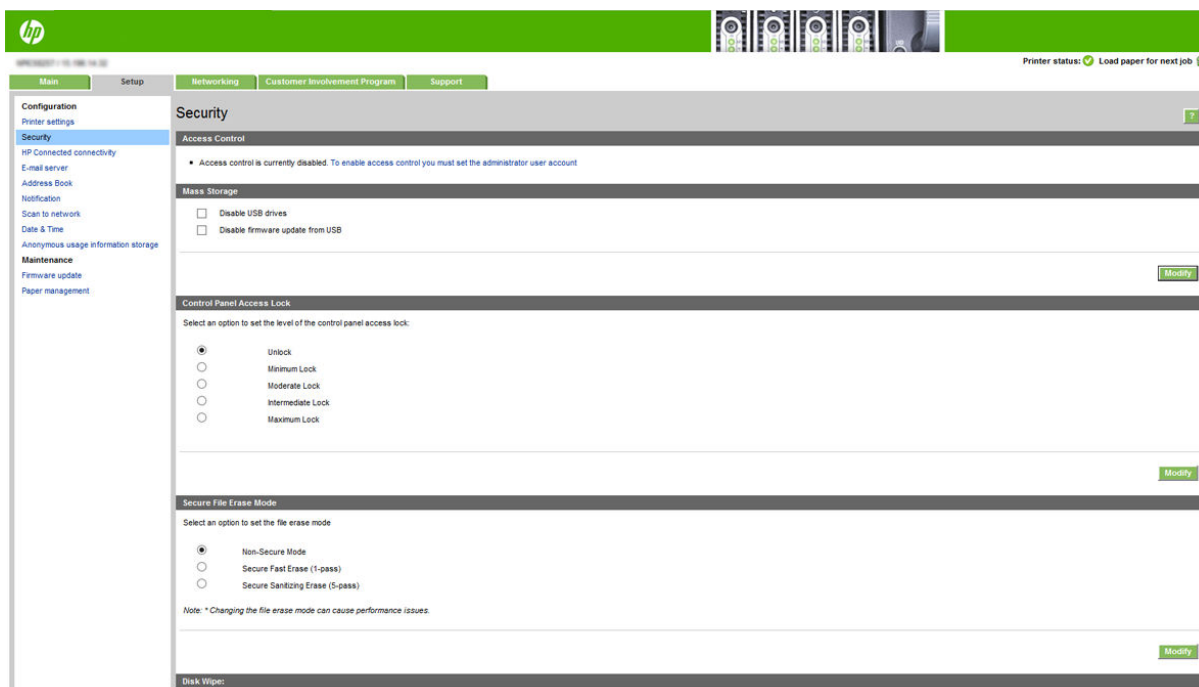 hp
Printer status: Load paper for next job
Main Setup Networking Customer Involvement Program Support
Configuration
Printer settings
Security
HP Connected connectivity
E-mail server
Address Book
Notification
Scan to network
Date & Time
Anonymous usage information storage
Maintenance
Firmware update
Paper management
Security
?
Access Control
Access control is currently disabled. To enable access control you must set the administrator user account
Mass Storage
Disable USB drives
Disable firmware update from USB
Modify
Control Panel Access Lock
Select an option to set the level of the control panel access lock:
Unlock
Minimum Lock
Moderate Lock
Intermediate Lock
Maximum Lock
Modify
Secure File Erase Mode
Select an option to set the file erase mode
Non-Secure Mode
Secure Fast Erase (1-pass)
Secure Sanitizing Erase (5-pass)
Note: * Changing the file erase mode can cause performance issues.
Modify
Disk Wipe: